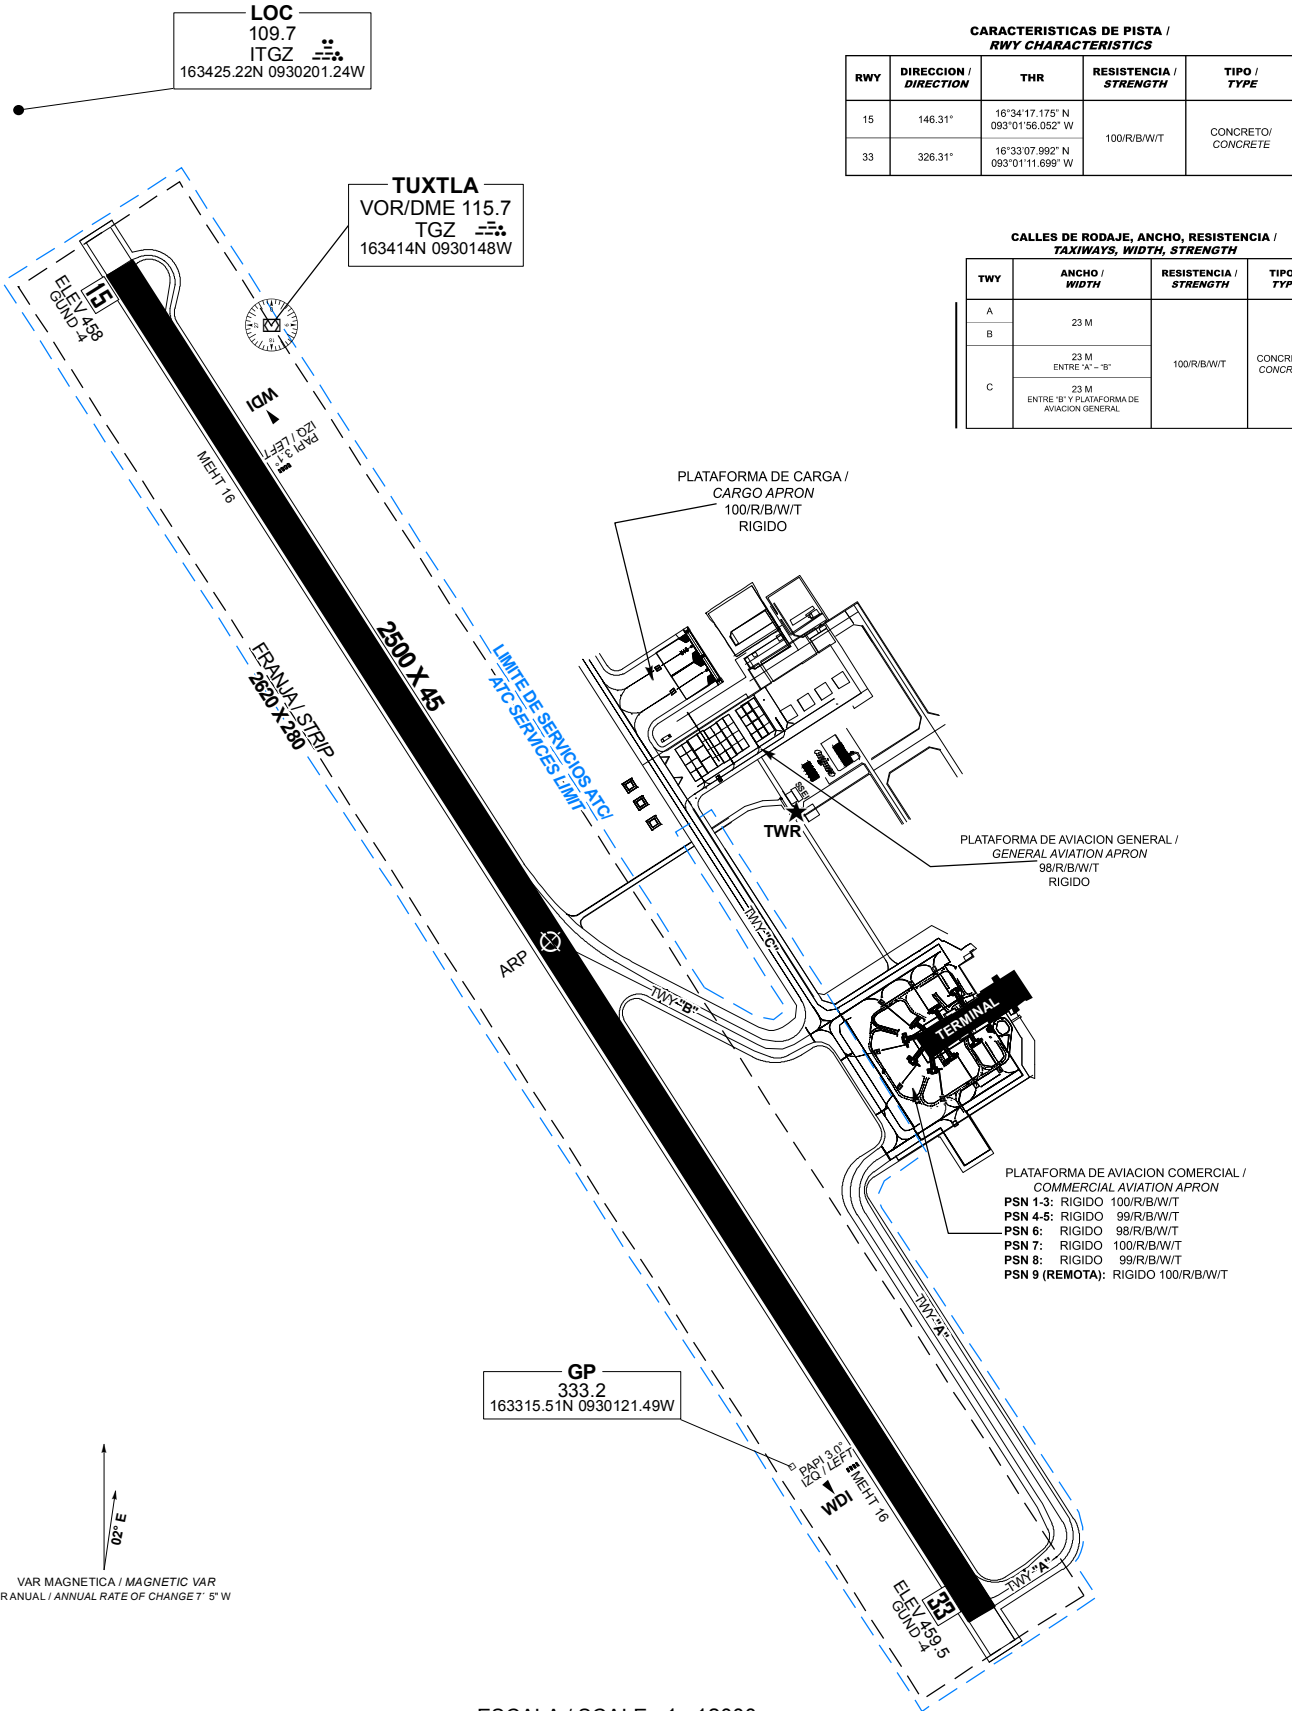 LOC
109.7
ITGZ
163425.22N 0930201.24W
CARACTERISTICAS DE PISTA /
RWY CHARACTERISTICS
RWY DIRECCION / DIRECTION THR RESISTENCIA / STRENGTH TIPO / TYPE
15 146.31° 16°34'17.175" N 093°01'56.052" W 100/R/B/W/T CONCRETO/ CONCRETE
33 326.31° 16°33'07.992" N 093°01'11.699" W
TUXTLA
VOR/DME 115.7
TGZ
163414N 0930148W
CALLES DE RODAJE, ANCHO, RESISTENCIA /
TAXIWAYS, WIDTH, STRENGTH
TWY ANCHO / WIDTH RESISTENCIA / STRENGTH
A 23 M
B
100/R/B/W/T
C 23 M
ENTRE "A" – "B"
23 M
ENTRE "B" Y PLATAFORMA DE
AVIACION GENERAL
15
ELEV 458
GUND -4
WDI
PAPI 3.1°
IZQ / LEFT
MEHT 16
PLATAFORMA DE CARGA /
CARGO APRON
100/R/B/W/T
RIGIDO
2500 X 45
FRANJA / STRIP
2620 X 280
LIMITE DE SERVICIOS ATC/
ATC SERVICES LIMIT
SSEI
TWR
PLATAFORMA DE AVIACION GENERAL /
GENERAL AVIATION APRON
98/R/B/W/T
RIGIDO
TWY-"C"
ARP
TWY-"B"
TERMINAL
PLATAFORMA DE AVIACION COMERCIAL /
COMMERCIAL AVIATION APRON
PSN 1-3: RIGIDO 100/R/B/W/T
PSN 4-5: RIGIDO 99/R/B/W/T
PSN 6: RIGIDO 98/R/B/W/T
PSN 7: RIGIDO 100/R/B/W/T
PSN 8: RIGIDO 99/R/B/W/T
PSN 9 (REMOTA): RIGIDO 100/R/B/W/T
TWY-"A"
GP
333.2
163315.51N 0930121.49W
PAPI 3.0°
IZQ / LEFT
WDI
MEHT 16
TWY-"A"
33
ELEV 459.5
GUND -4
02° E
VAR MAGNETICA / MAGNETIC VAR
ANUAL / ANNUAL RATE OF CHANGE 7' 5" W